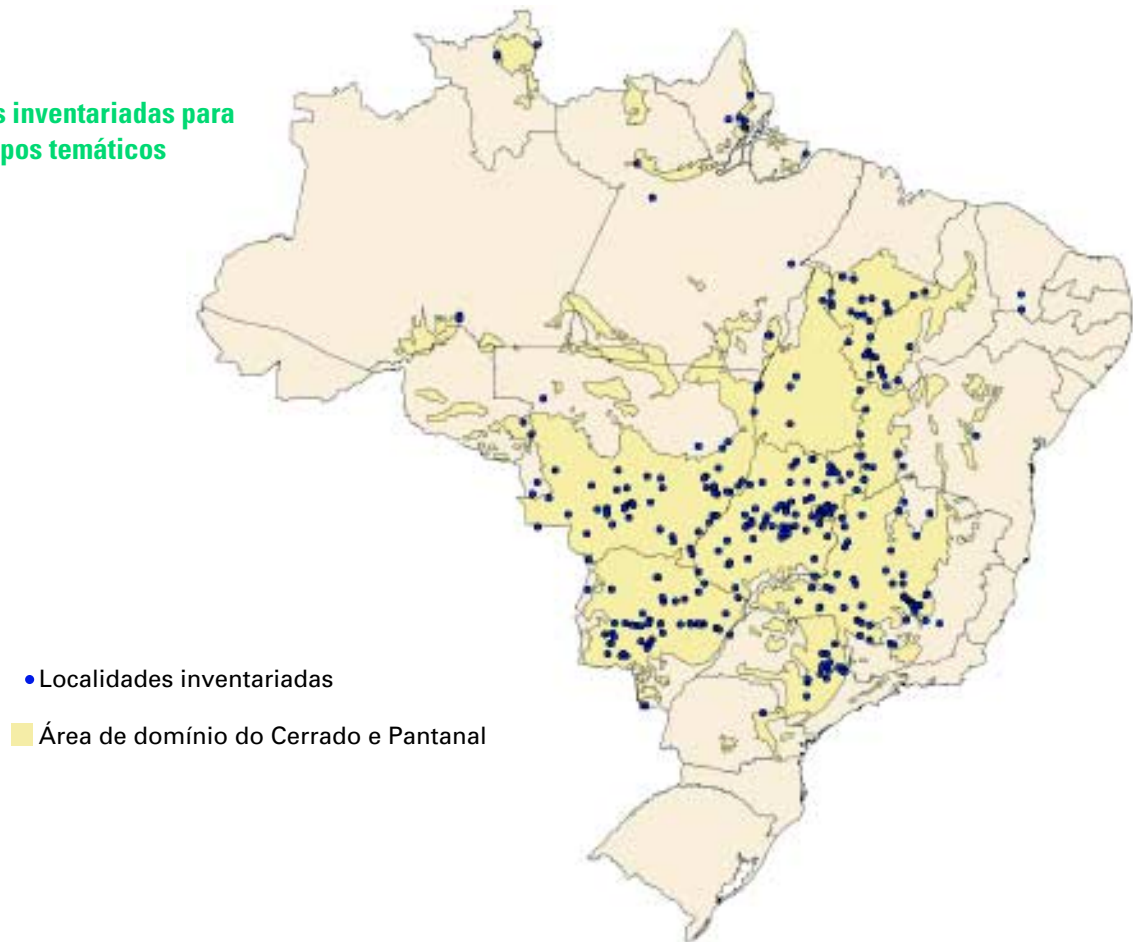 s inventariadas para
pos temáticos
Localidades inventariadas
Área de domínio do Cerrado e Pantanal